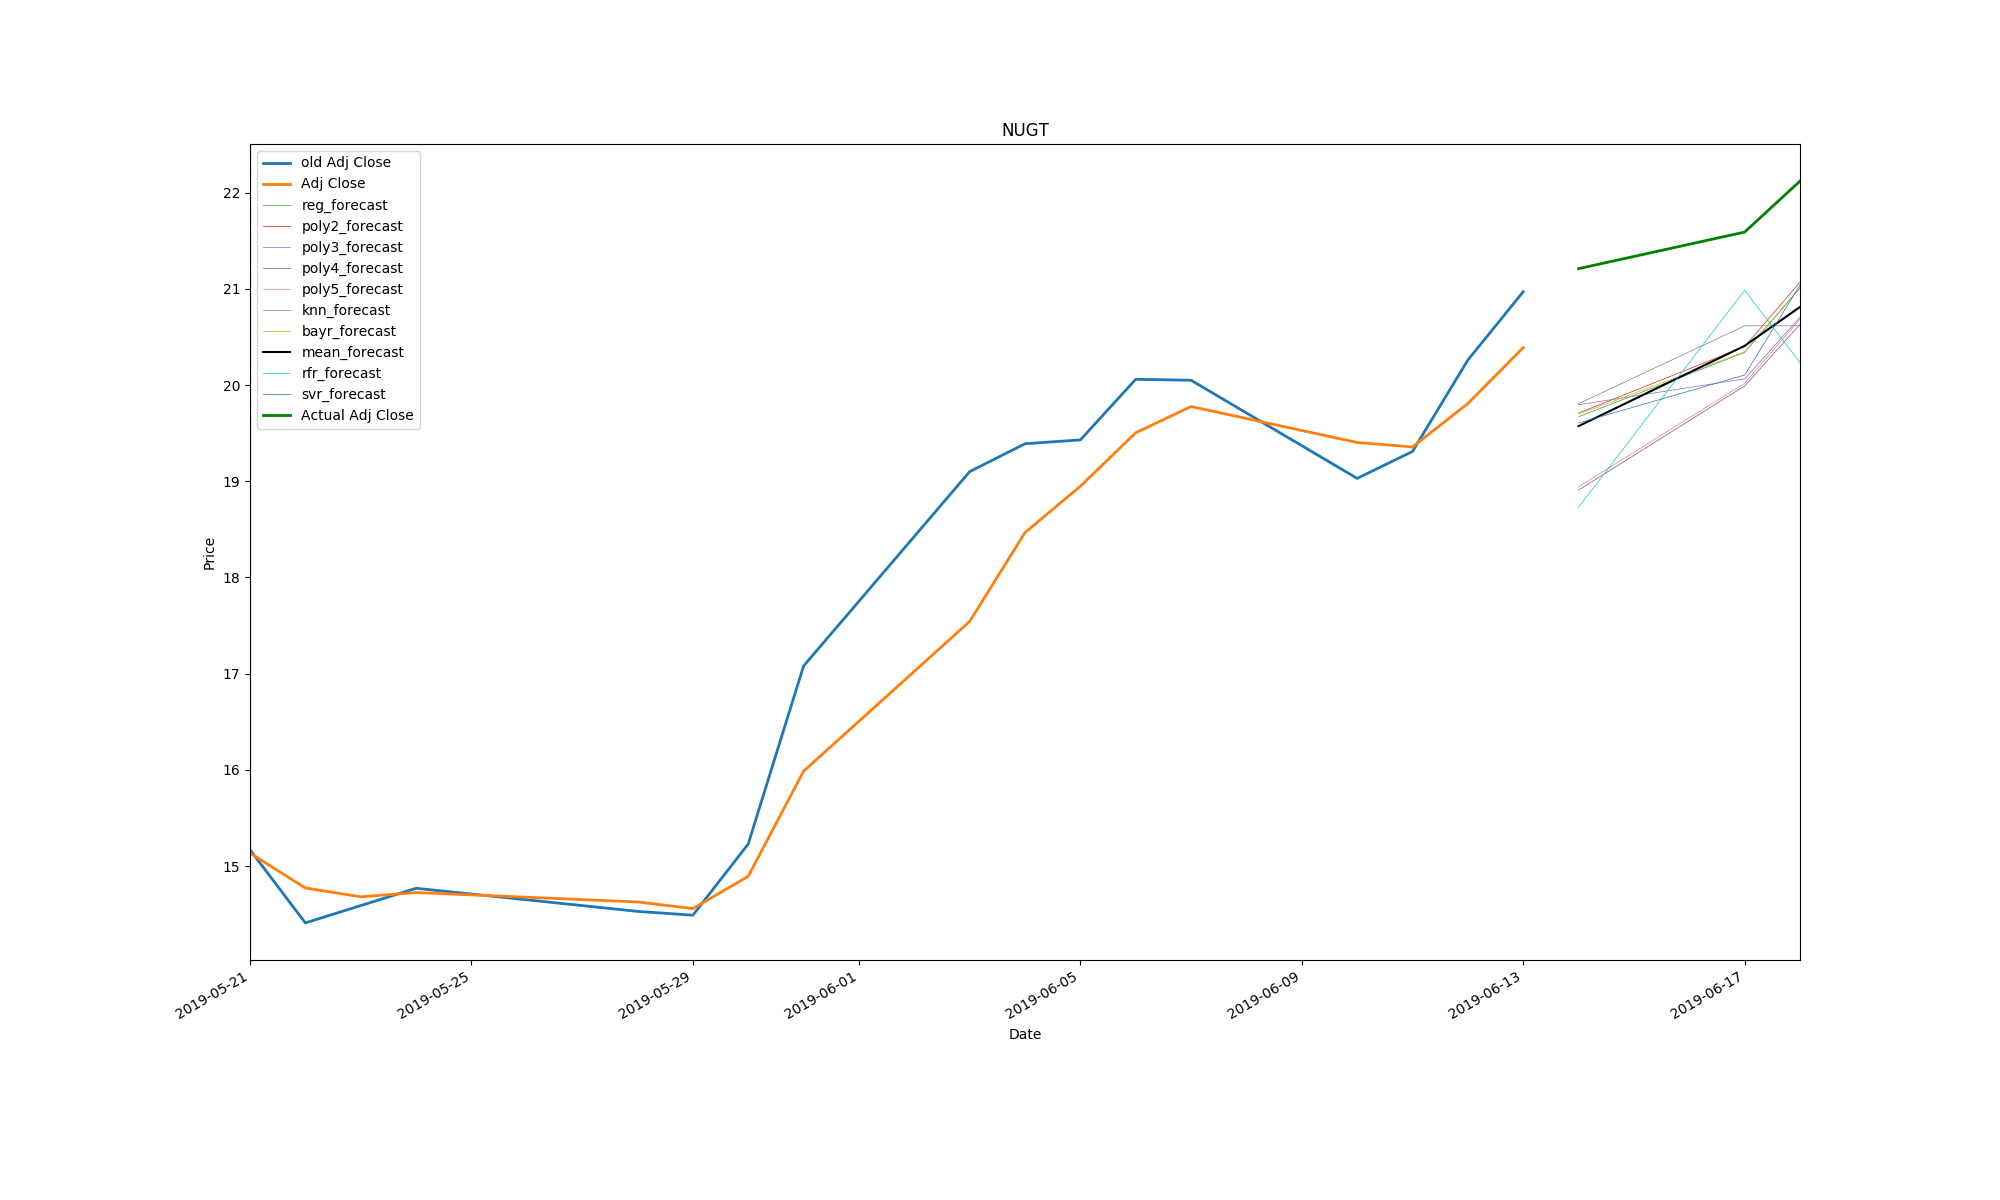 NUGT
old Adj Close
Adj Close
reg_forecast
poly2_forecast
poly3_forecast
poly4_forecast
poly5_forecast
knn_forecast
bayr_forecast
mean_forecast
rfr_forecast
svr_forecast
Actual Adj Close
22
21
20
19
18
17
16
15
Price
2019-05-21
2019-05-25
2019-05-29
2019-06-01
2019-06-05
2019-06-09
2019-06-13
2019-06-17
Date